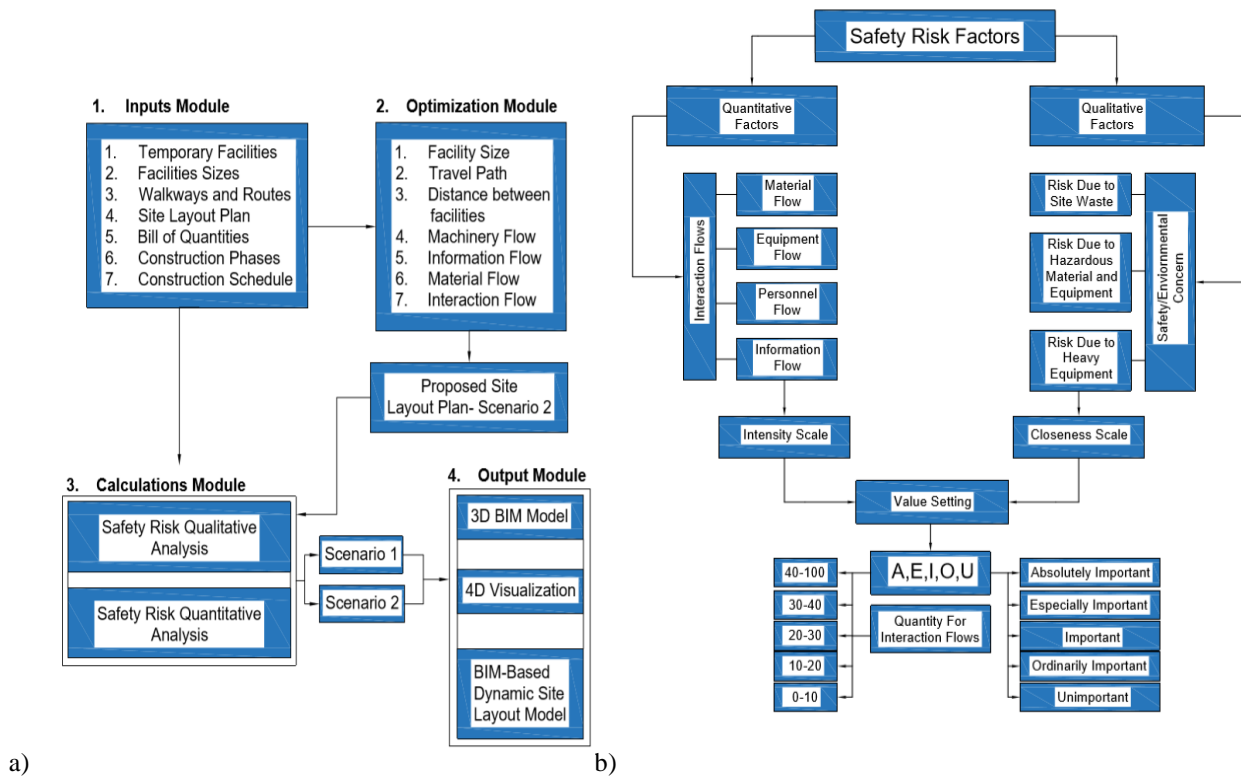 1. Inputs Module
1. Temporary Facilities
2. Facilities Sizes
3. Walkways and Routes
4. Site Layout Plan
5. Bill of Quantities
6. Construction Phases
7. Construction Schedule
2. Optimization Module
1. Facility Size
2. Travel Path
3. Distance between
facilities
4. Machinery Flow
5. Information Flow
6. Material Flow
7. Interaction Flow
Proposed Site
Layout Plan- Scenario 2
3. Calculations Module
Safety Risk Qualitative
Analysis
Safety Risk Quantitative
Analysis
Scenario 1
Scenario 2
4. Output Module
3D BIM Model
4D Visualization
BIM-Based
Dynamic Site
Layout Model
a)
Safety Risk Factors
Quantitative
Factors
Qualitative
Factors
Interaction Flows
Material
Flow
Equipment
Flow
Personnel
Flow
Information
Flow
Risk Due to
Site Waste
Risk Due to
Hazardous
Material and
Equipment
Risk Due to
Heavy
Equipment
Safety/Enviornmental
Concern
Intensity Scale
Closeness Scale
Value Setting
A,E,I,O,U
Quantity For
Interaction Flows
40-100
30-40
20-30
10-20
0-10
Absolutely Important
Especially Important
Important
Ordinarily Important
Unimportant
b)